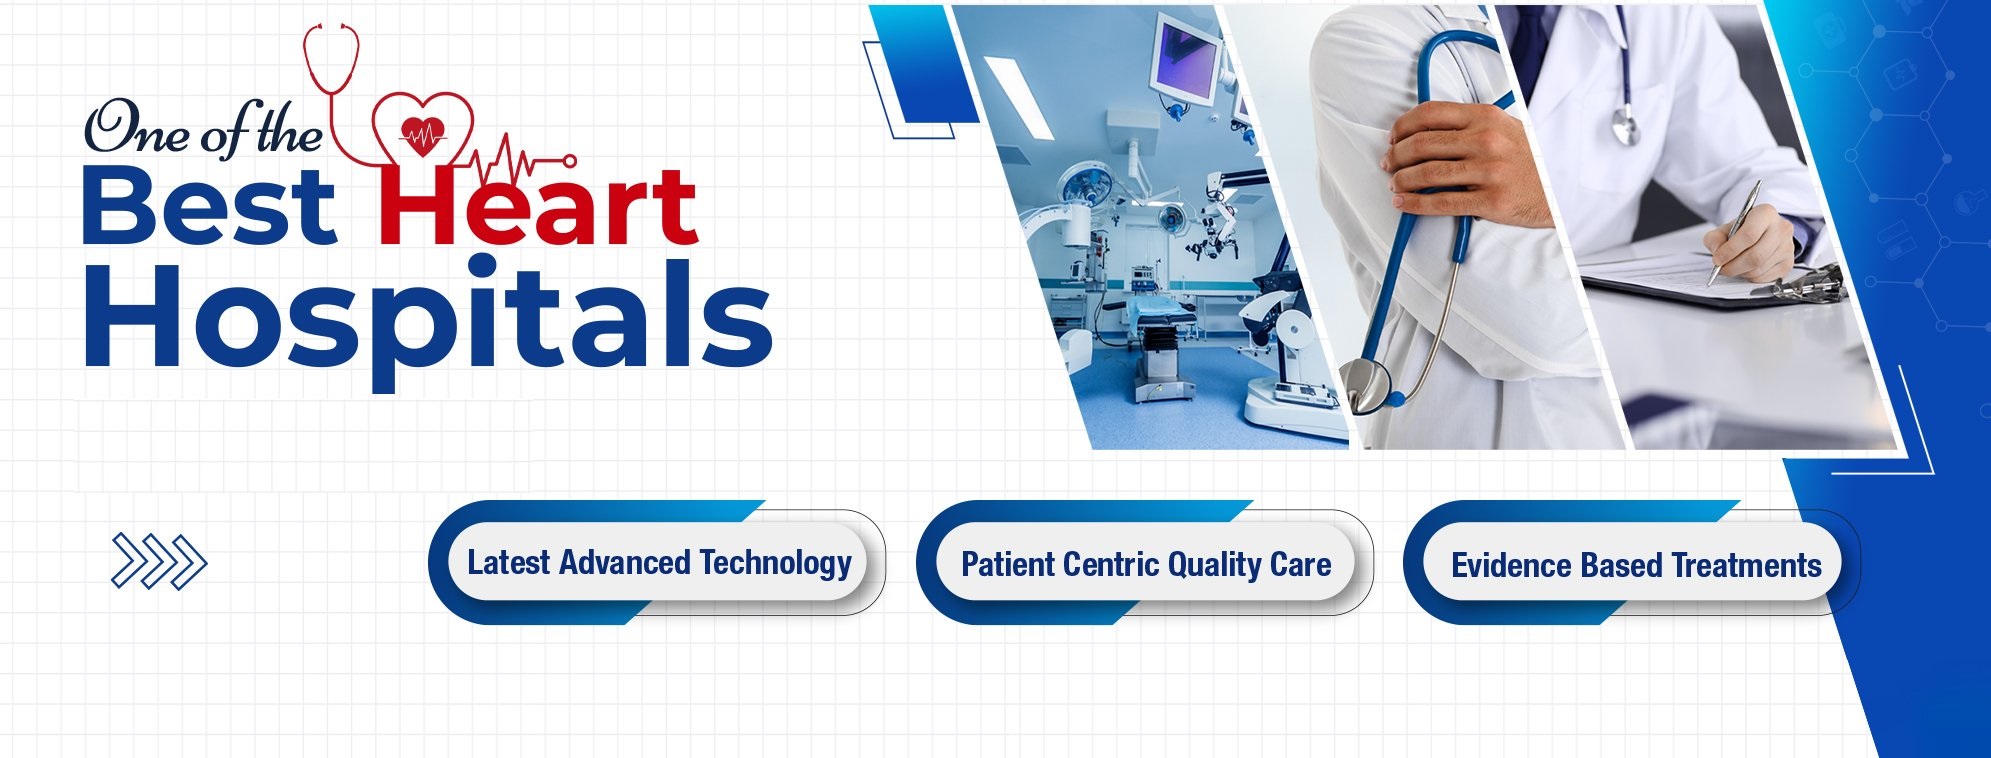 One of the
Best Heart
Hospitals
Latest Advanced Technology
Patient Centric Quality Care
Evidence Based Treatments